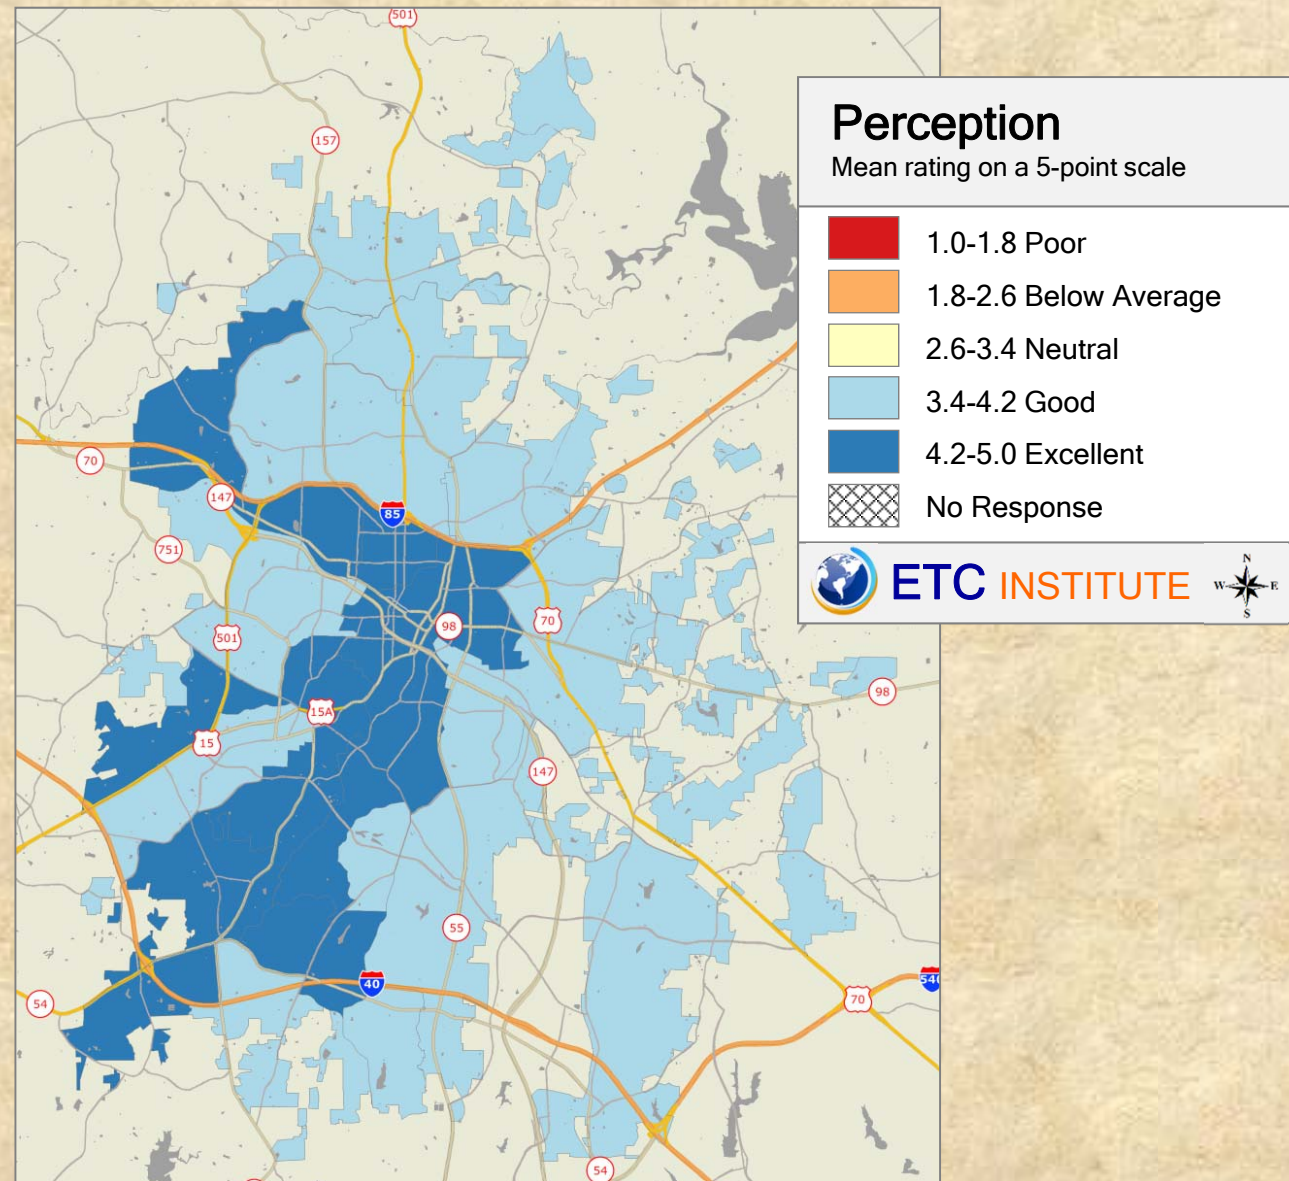 501
157
Perception
Mean rating on a 5-point scale
1.0-1.8 Poor
1.8-2.6 Below Average
2.6-3.4 Neutral
3.4-4.2 Good
4.2-5.0 Excellent
No Response
ETC INSTITUTE
N
W E
S
70
147
85
751
501
98
70
98
15A
15
147
55
40
54
70
540
54